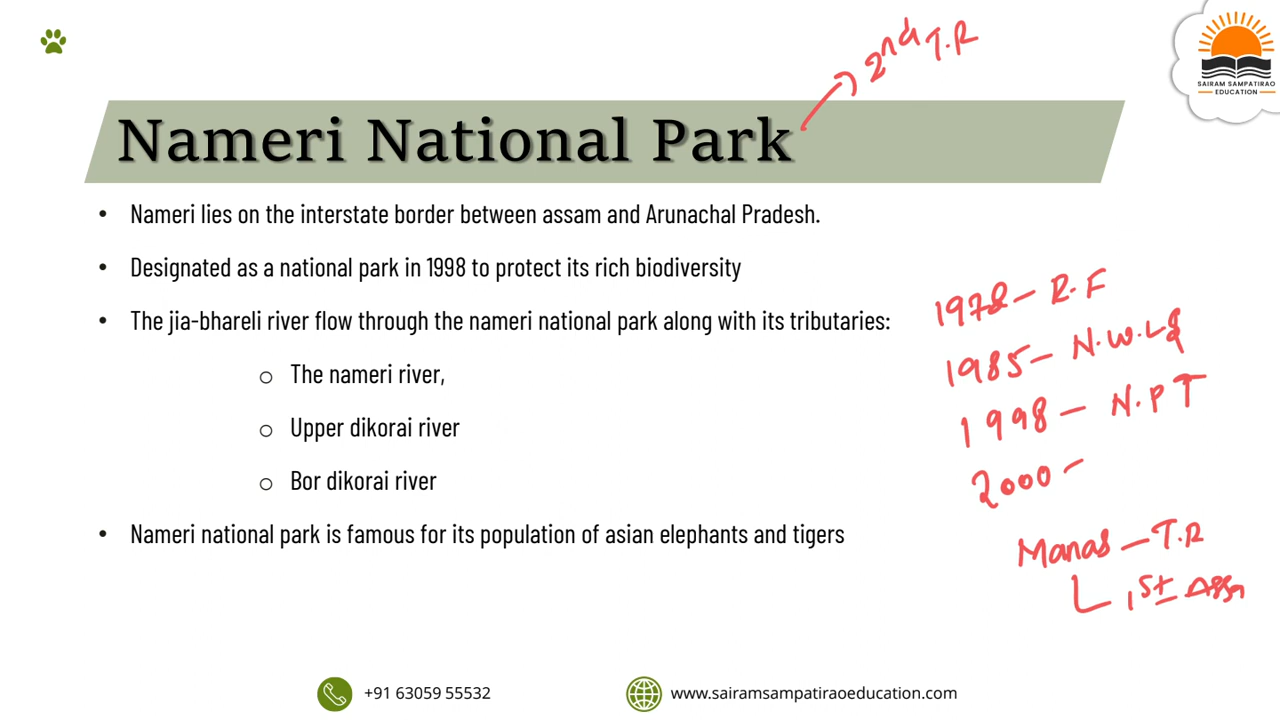 2nd T.R
SAIRAM SAMPATIRAO
EDUCATION
Nameri National Park
• Nameri lies on the interstate border between assam and Arunachal Pradesh.
• Designated as a national park in 1998 to protect its rich biodiversity
• The jia-bhareli river flow through the nameri national park along with its tributaries:
o The nameri river,
o Upper dikorai river
o Bor dikorai river
• Nameri national park is famous for its population of asian elephants and tigers
1978 – R.F
1985 – N.W.L
1998 – N.P
2000 –
Manas – T.R
1st Assa
+91 63059 55532
www.sairamsampatiraoeducation.com